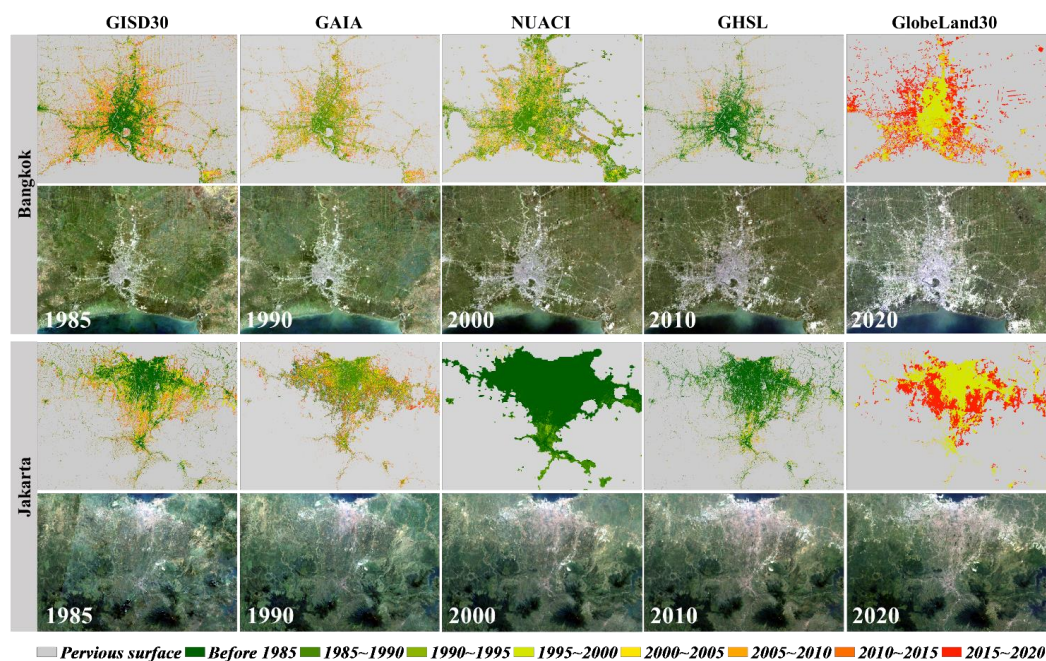 GISD30 GAIA NUACI GHSL GlobeLand30
Bangkok
1985 1990 2000 2010 2020
Jakarta
1985 1990 2000 2010 2020
Pervious surface Before 1985 1985~1990 1990~1995 1995~2000 2000~2005 2005~2010 2010~2015 2015~2020